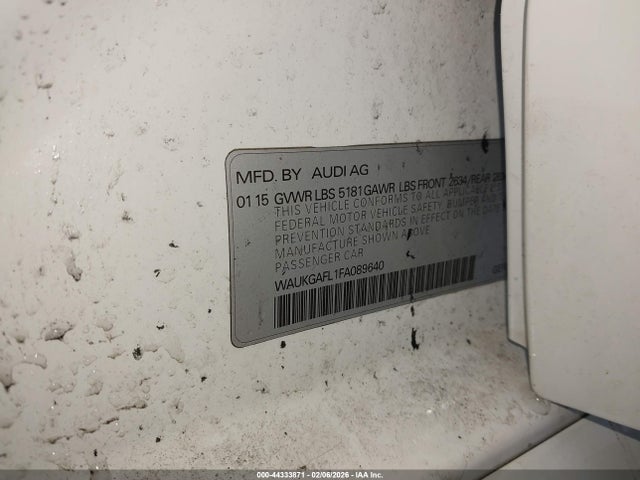 MFD. BY AUDI AG
01 15 GVWR LBS 5181 GAWR LBS FRONT 2634/REAR
THIS VEHICLE CONFORMS TO ALL APPLICABLE
FEDERAL MOTOR VEHICLE SAFETY, BUMPER AND
PREVENTION STANDARDS IN EFFECT ON THE DATE
MANUFACTURE SHOWN ABOVE
PASSENGER CAR
WAUKGAFL1FA089640
000-44333871 - 02/06/2026 - IAA Inc.